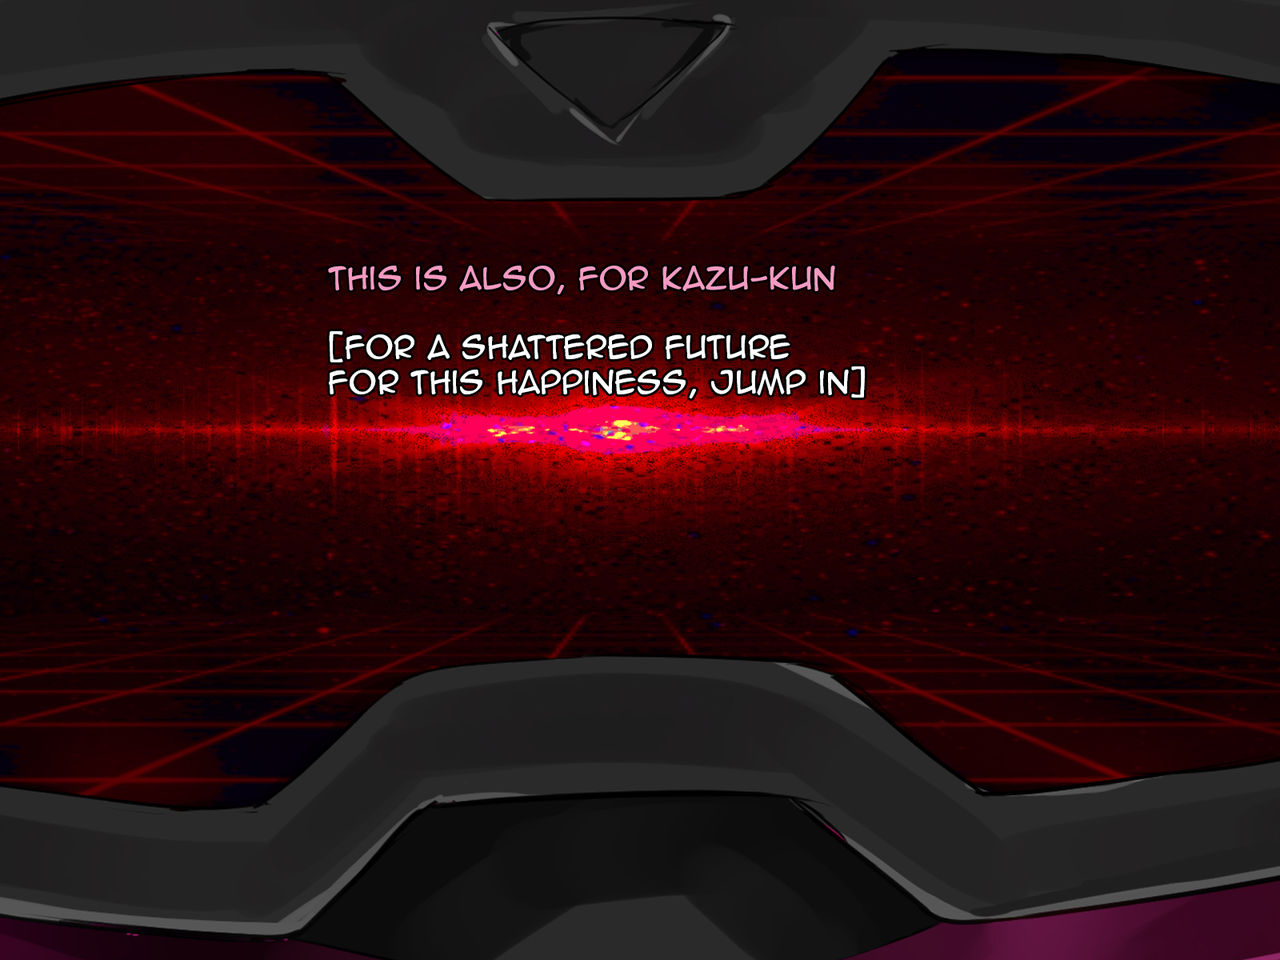 THIS IS ALSO, FOR KAZU-KUN
[FOR A SHATTERED FUTURE
FOR THIS HAPPINESS, JUMP IN]